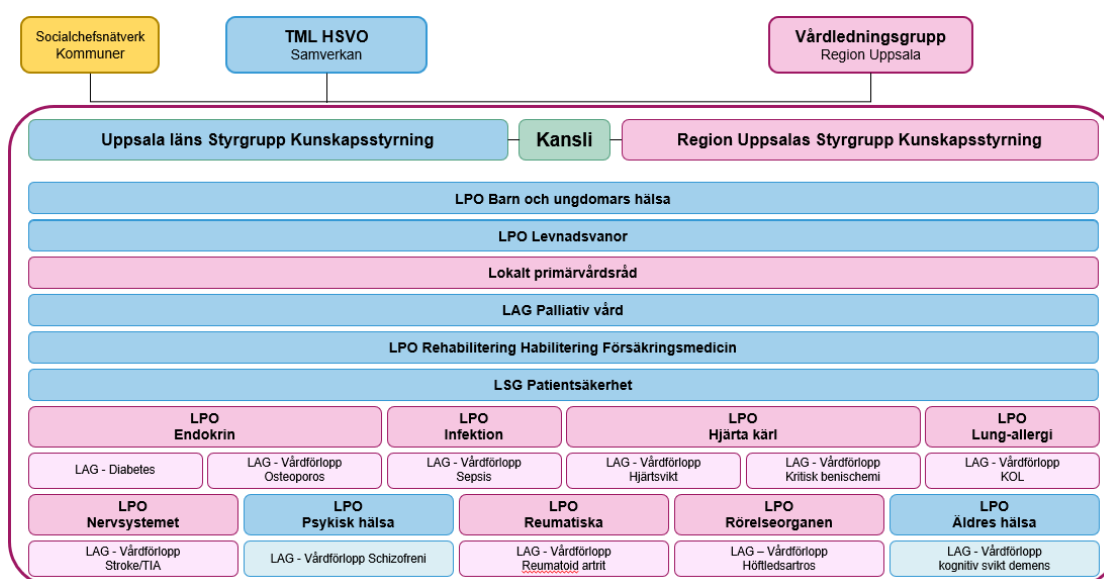 Socialchefsnätverk
Kommuner
TML HSVO
Samverkan
Vårdledningsgrupp
Region Uppsala
Uppsala läns Styrgrupp Kunskapsstyrning
Kansli
Region Uppsalas Styrgrupp Kunskapsstyrning
LPO Barn och ungdomars hälsa
LPO Levnadsvanor
Lokalt primärvårdsråd
LAG Palliativ vård
LPO Rehabilitering Habilitering Försäkringsmedicin
LSG Patientsäkerhet
LPO
Endokrin
LPO
Infektion
LPO
Hjärta kärl
LPO
Lung-allergi
LAG - Diabetes
LAG - Vårdförlopp
Osteoporos
LAG - Vårdförlopp
Sepsis
LAG - Vårdförlopp
Hjärtsvikt
LAG - Vårdförlopp
Kritisk benischemi
LAG - Vårdförlopp
KOL
LPO
Nervsystemet
LPO
Psykisk hälsa
LPO
Reumatiska
LPO
Rörelseorganen
LPO
Äldres hälsa
LAG - Vårdförlopp
Stroke/TIA
LAG - Vårdförlopp Schizofreni
LAG - Vårdförlopp
Reumatoid artrit
LAG – Vårdförlopp
Höftledsartros
LAG - Vårdförlopp
kognitiv svikt demens